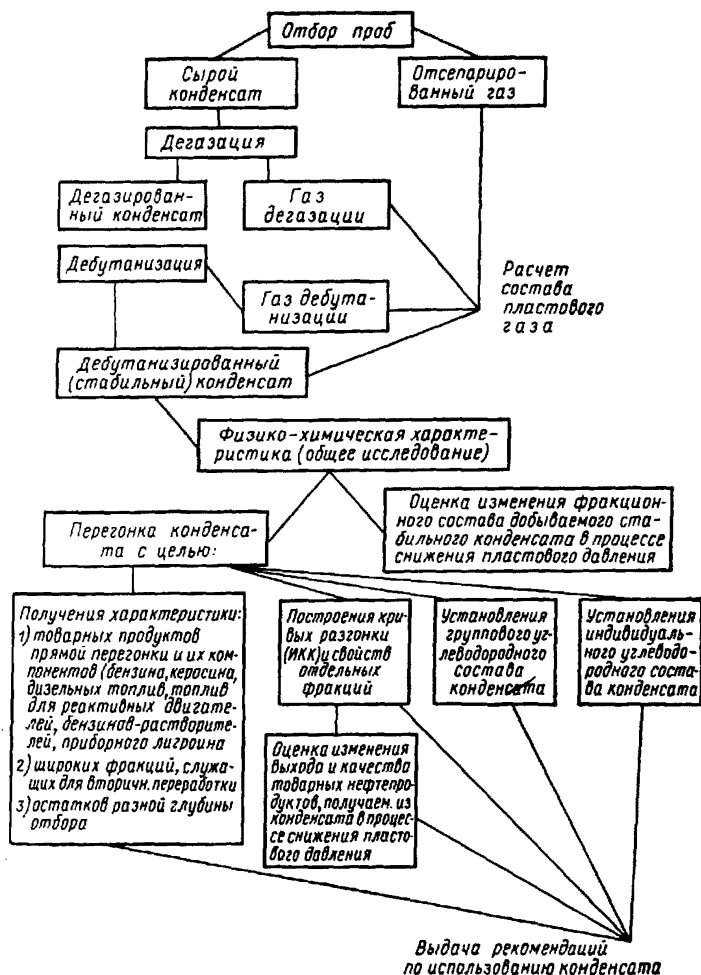 Отбор проб
Сырой
конденсат
Отсепариро-
ванный газ
Дегазация
Дегазирован-
ный конденсат
Газ
дегазации
Дебутанизация
Газ дебута-
низации
Расчет
состава
пластового
газа
Дебутанизированный
(стабильный) конденсат
Физико-химическая характе-
ристика (общее исследование)
Перегонка конденса-
та с целью:
Оценка изменения фракцион-
ного состава добываемого ста-
бильного конденсата в процессе
снижения пластового давления
Получения характеристики:
1) товарных продуктов
прямой перегонки и их ком-
понентов (бензина, керосина,
дизельных топлив, топлив
для реактивных двигате-
лей, бензинов-растворите-
лей, приборного лигроина
2) широких фракций, служа-
щих для вторичн. переработки
3) остатков разной глубины
отбора
Построения кри-
вых разгонки
(ИКК) и свойств
отдельных
фракций
Установления
группового уг-
леводородного
состава
конденсата
Установления
индивидуаль-
ного углеводо-
родного соста-
ва конденсата
Оценка изменения
выхода и качества
товарных нефтепро-
дуктов, получаем. из
конденсата в процес-
се снижения пласто-
вого давления
Выдача рекомендаций
по использованию конденсата